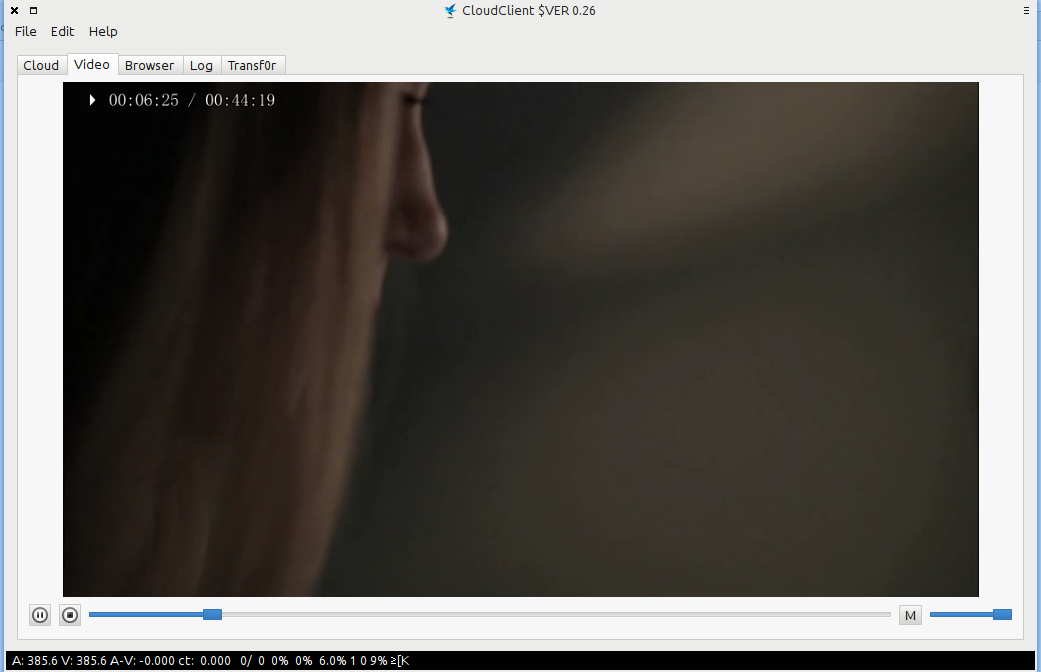 CloudClient $VER 0.26
File Edit Help
Cloud Video Browser Log Transf0r
00:06:25 / 00:44:19
M
A: 385.6 V: 385.6 A-V: -0.000 ct: 0.000 0/ 0 0% 0% 6.0% 1 0 9% ≥[K